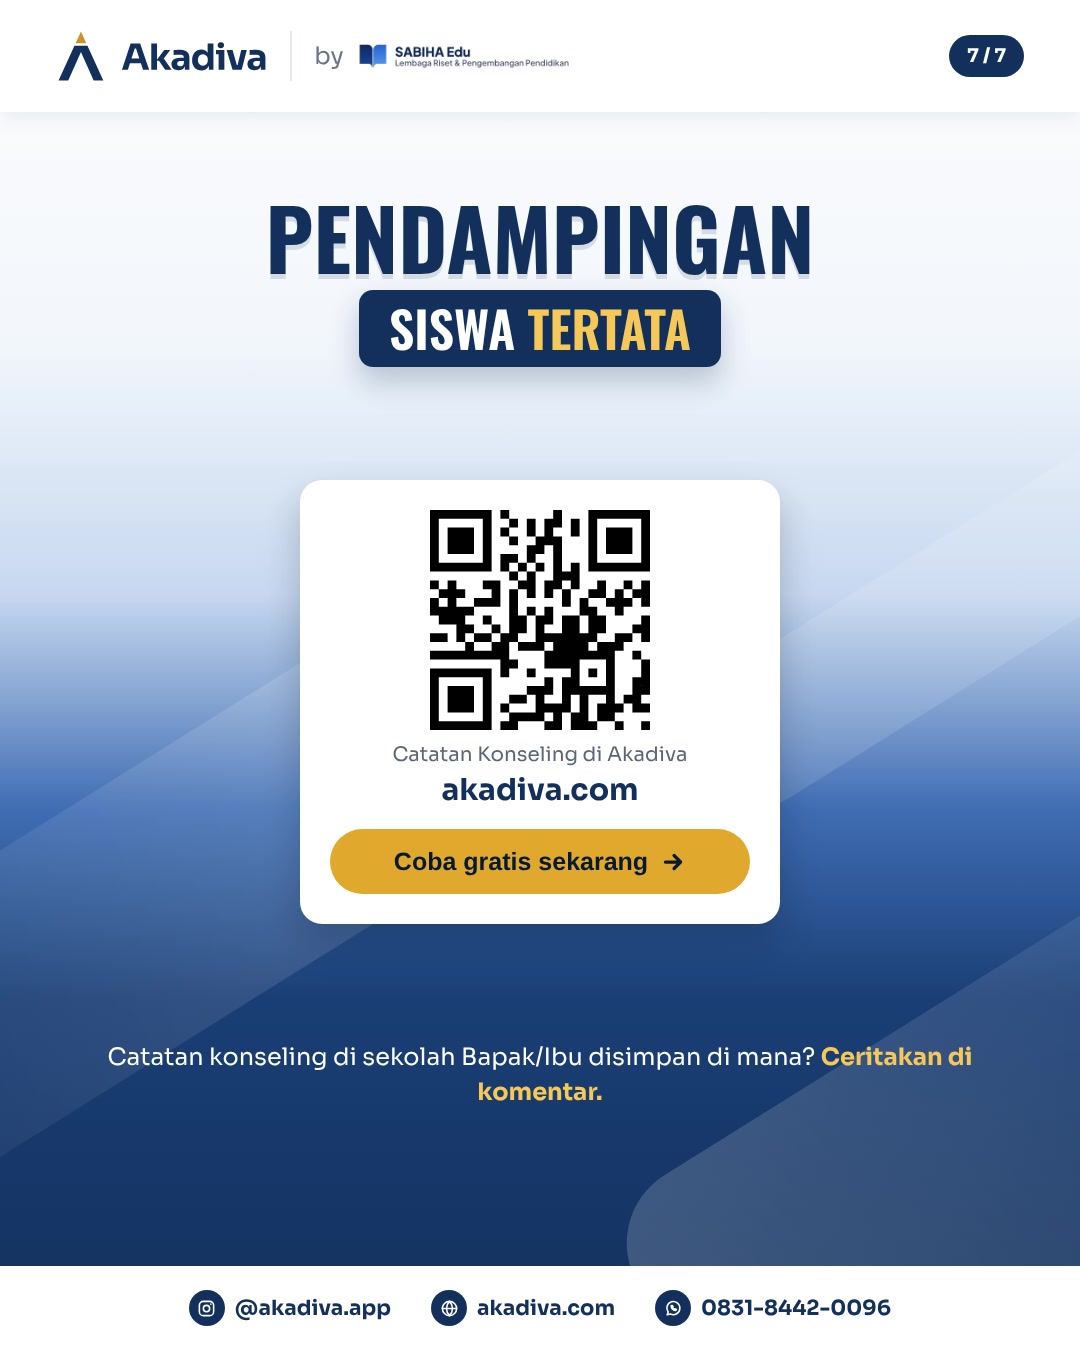 Akadiva
by
SABIHA Edu
Lembaga Riset & Pengembangan Pendidikan
7 / 7
PENDAMPINGAN
SISWA TERTATA
Catatan Konseling di Akadiva
akadiva.com
Coba gratis sekarang
Catatan konseling di sekolah Bapak/Ibu disimpan di mana? Ceritakan di
komentar.
@akadiva.app
akadiva.com
0831-8442-0096